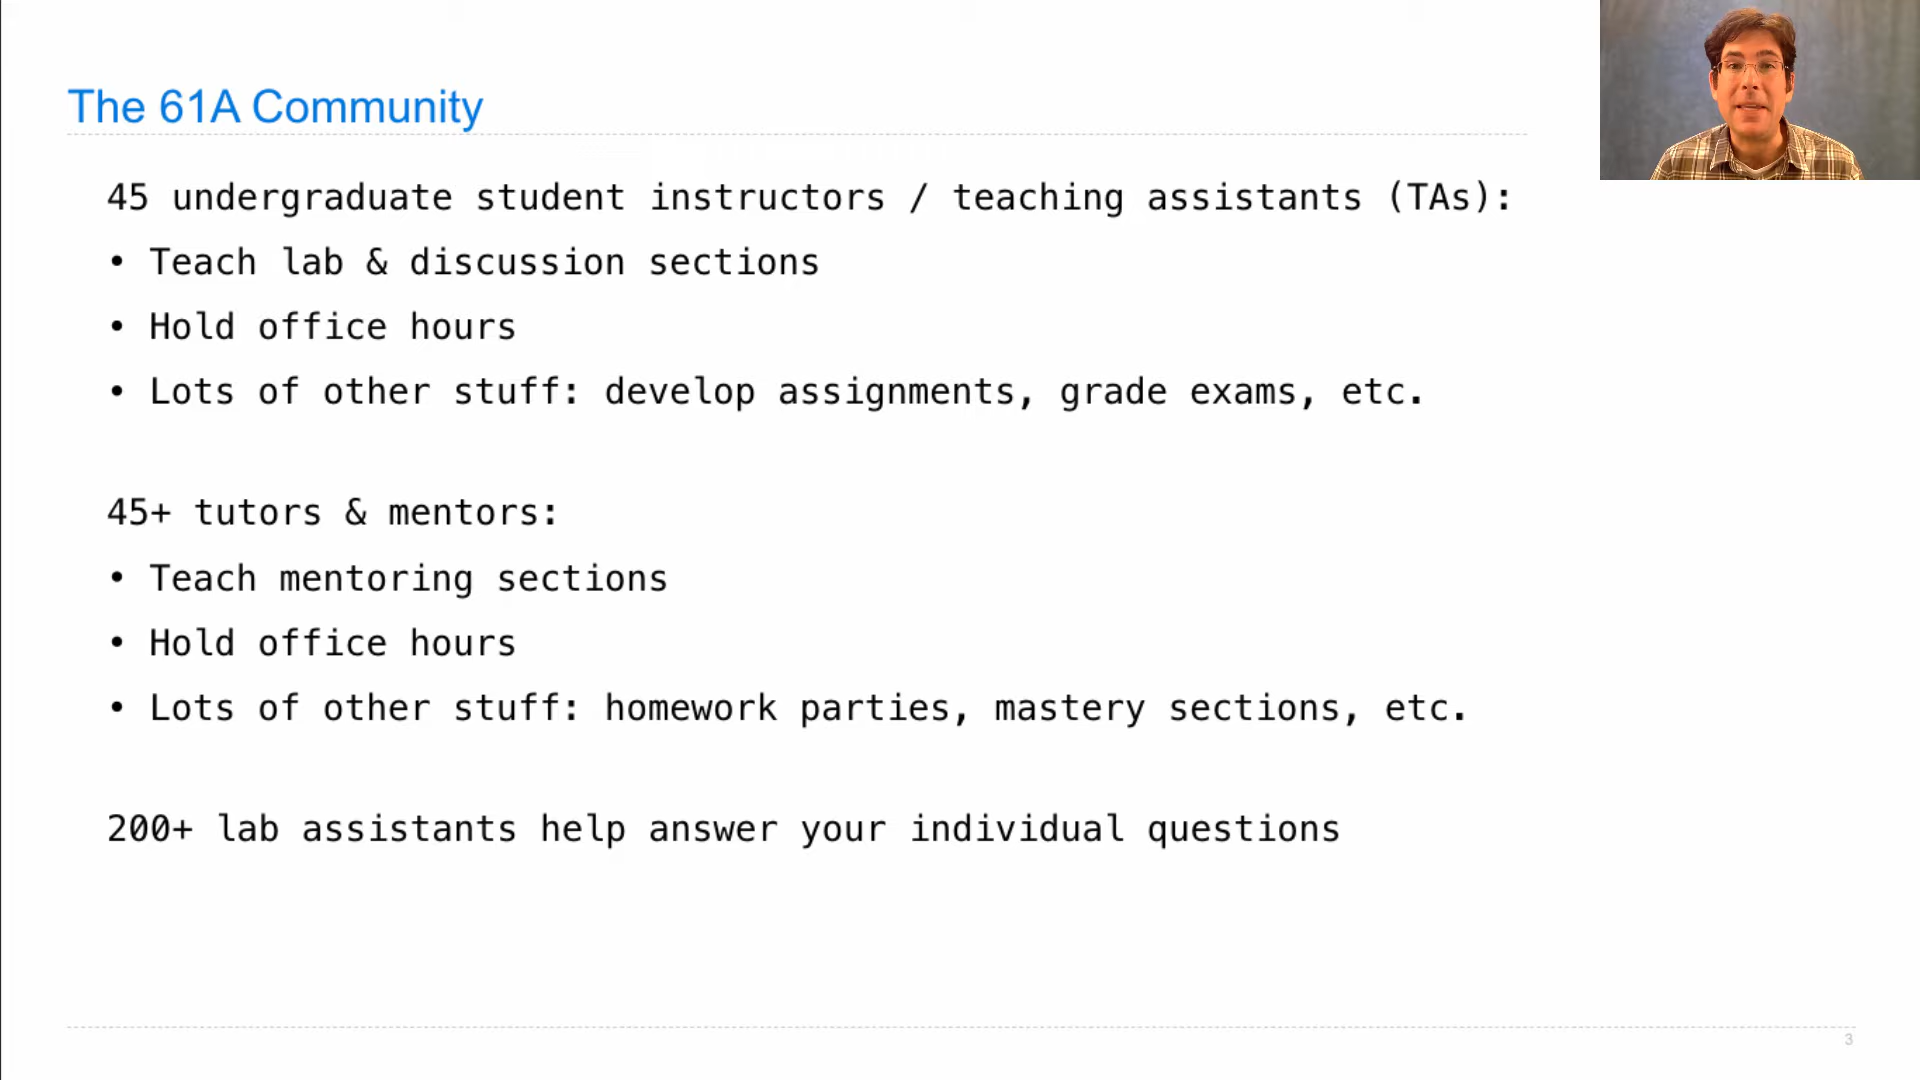 The 61A Community
45 undergraduate student instructors / teaching assistants (TAs):
• Teach lab & discussion sections
• Hold office hours
• Lots of other stuff: develop assignments, grade exams, etc.
45+ tutors & mentors:
• Teach mentoring sections
• Hold office hours
• Lots of other stuff: homework parties, mastery sections, etc.
200+ lab assistants help answer your individual questions
3